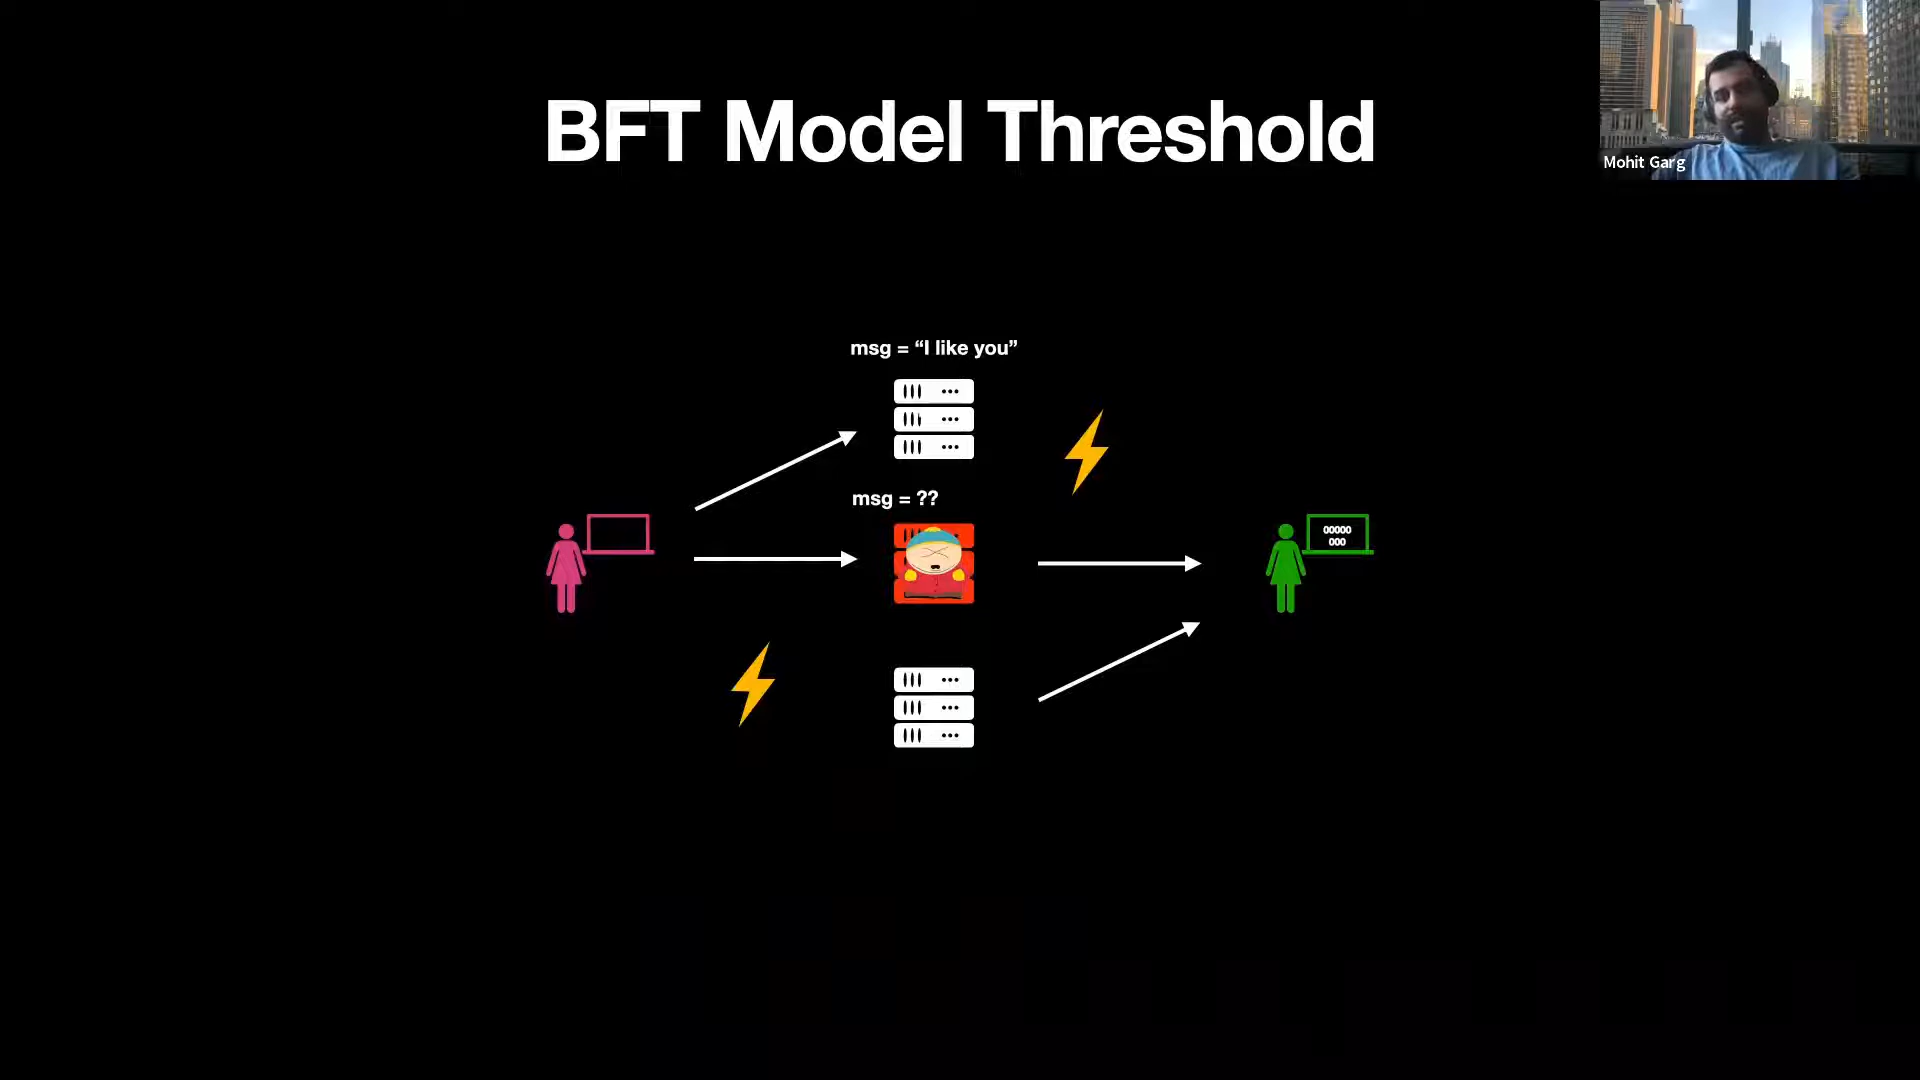 BFT Model Threshold
Mohit Garg
msg = “I like you”
msg = ??
00000
000